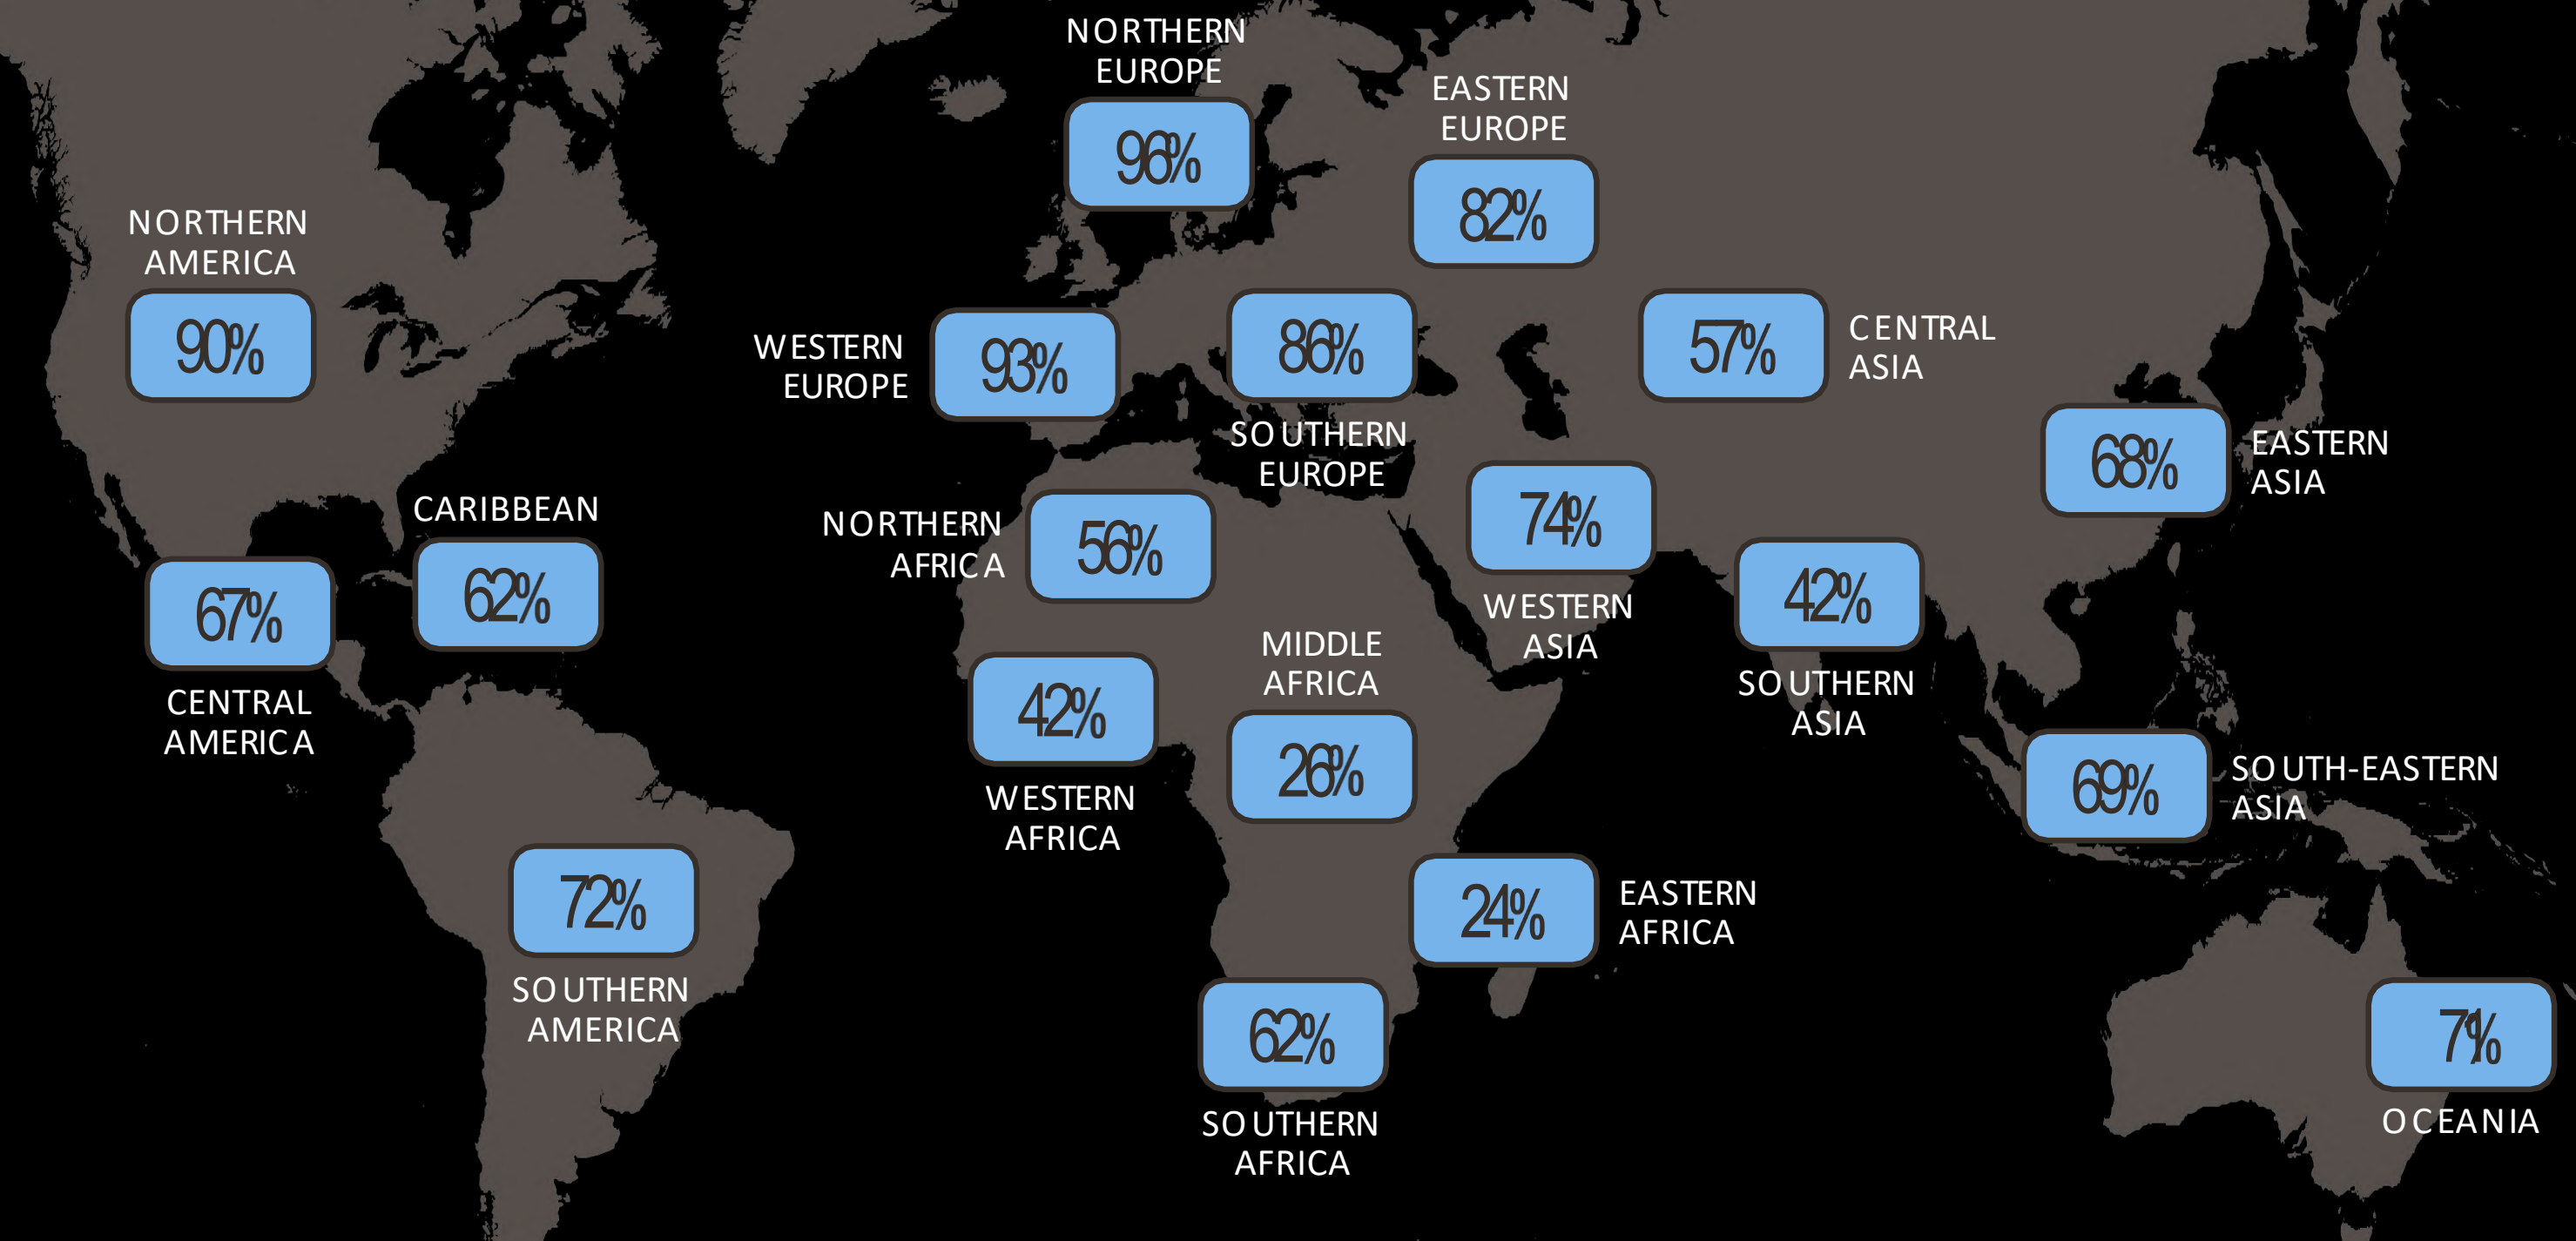 NORTHERN
EUROPE
96%
EASTERN
EUROPE
82%
NORTHERN
AMERICA
90%
WESTERN
EUROPE
93%
86%
SOUTHERN
EUROPE
57%
CENTRAL
ASIA
68%
EASTERN
ASIA
CARIBBEAN
62%
67%
CENTRAL
AMERICA
NORTHERN
AFRICA
56%
74%
WESTERN
ASIA
42%
SOUTHERN
ASIA
42%
WESTERN
AFRICA
MIDDLE
AFRICA
26%
69%
SOUTH-EASTERN
ASIA
72%
SOUTHERN
AMERICA
24%
EASTERN
AFRICA
62%
SOUTHERN
AFRICA
71%
OCEANIA